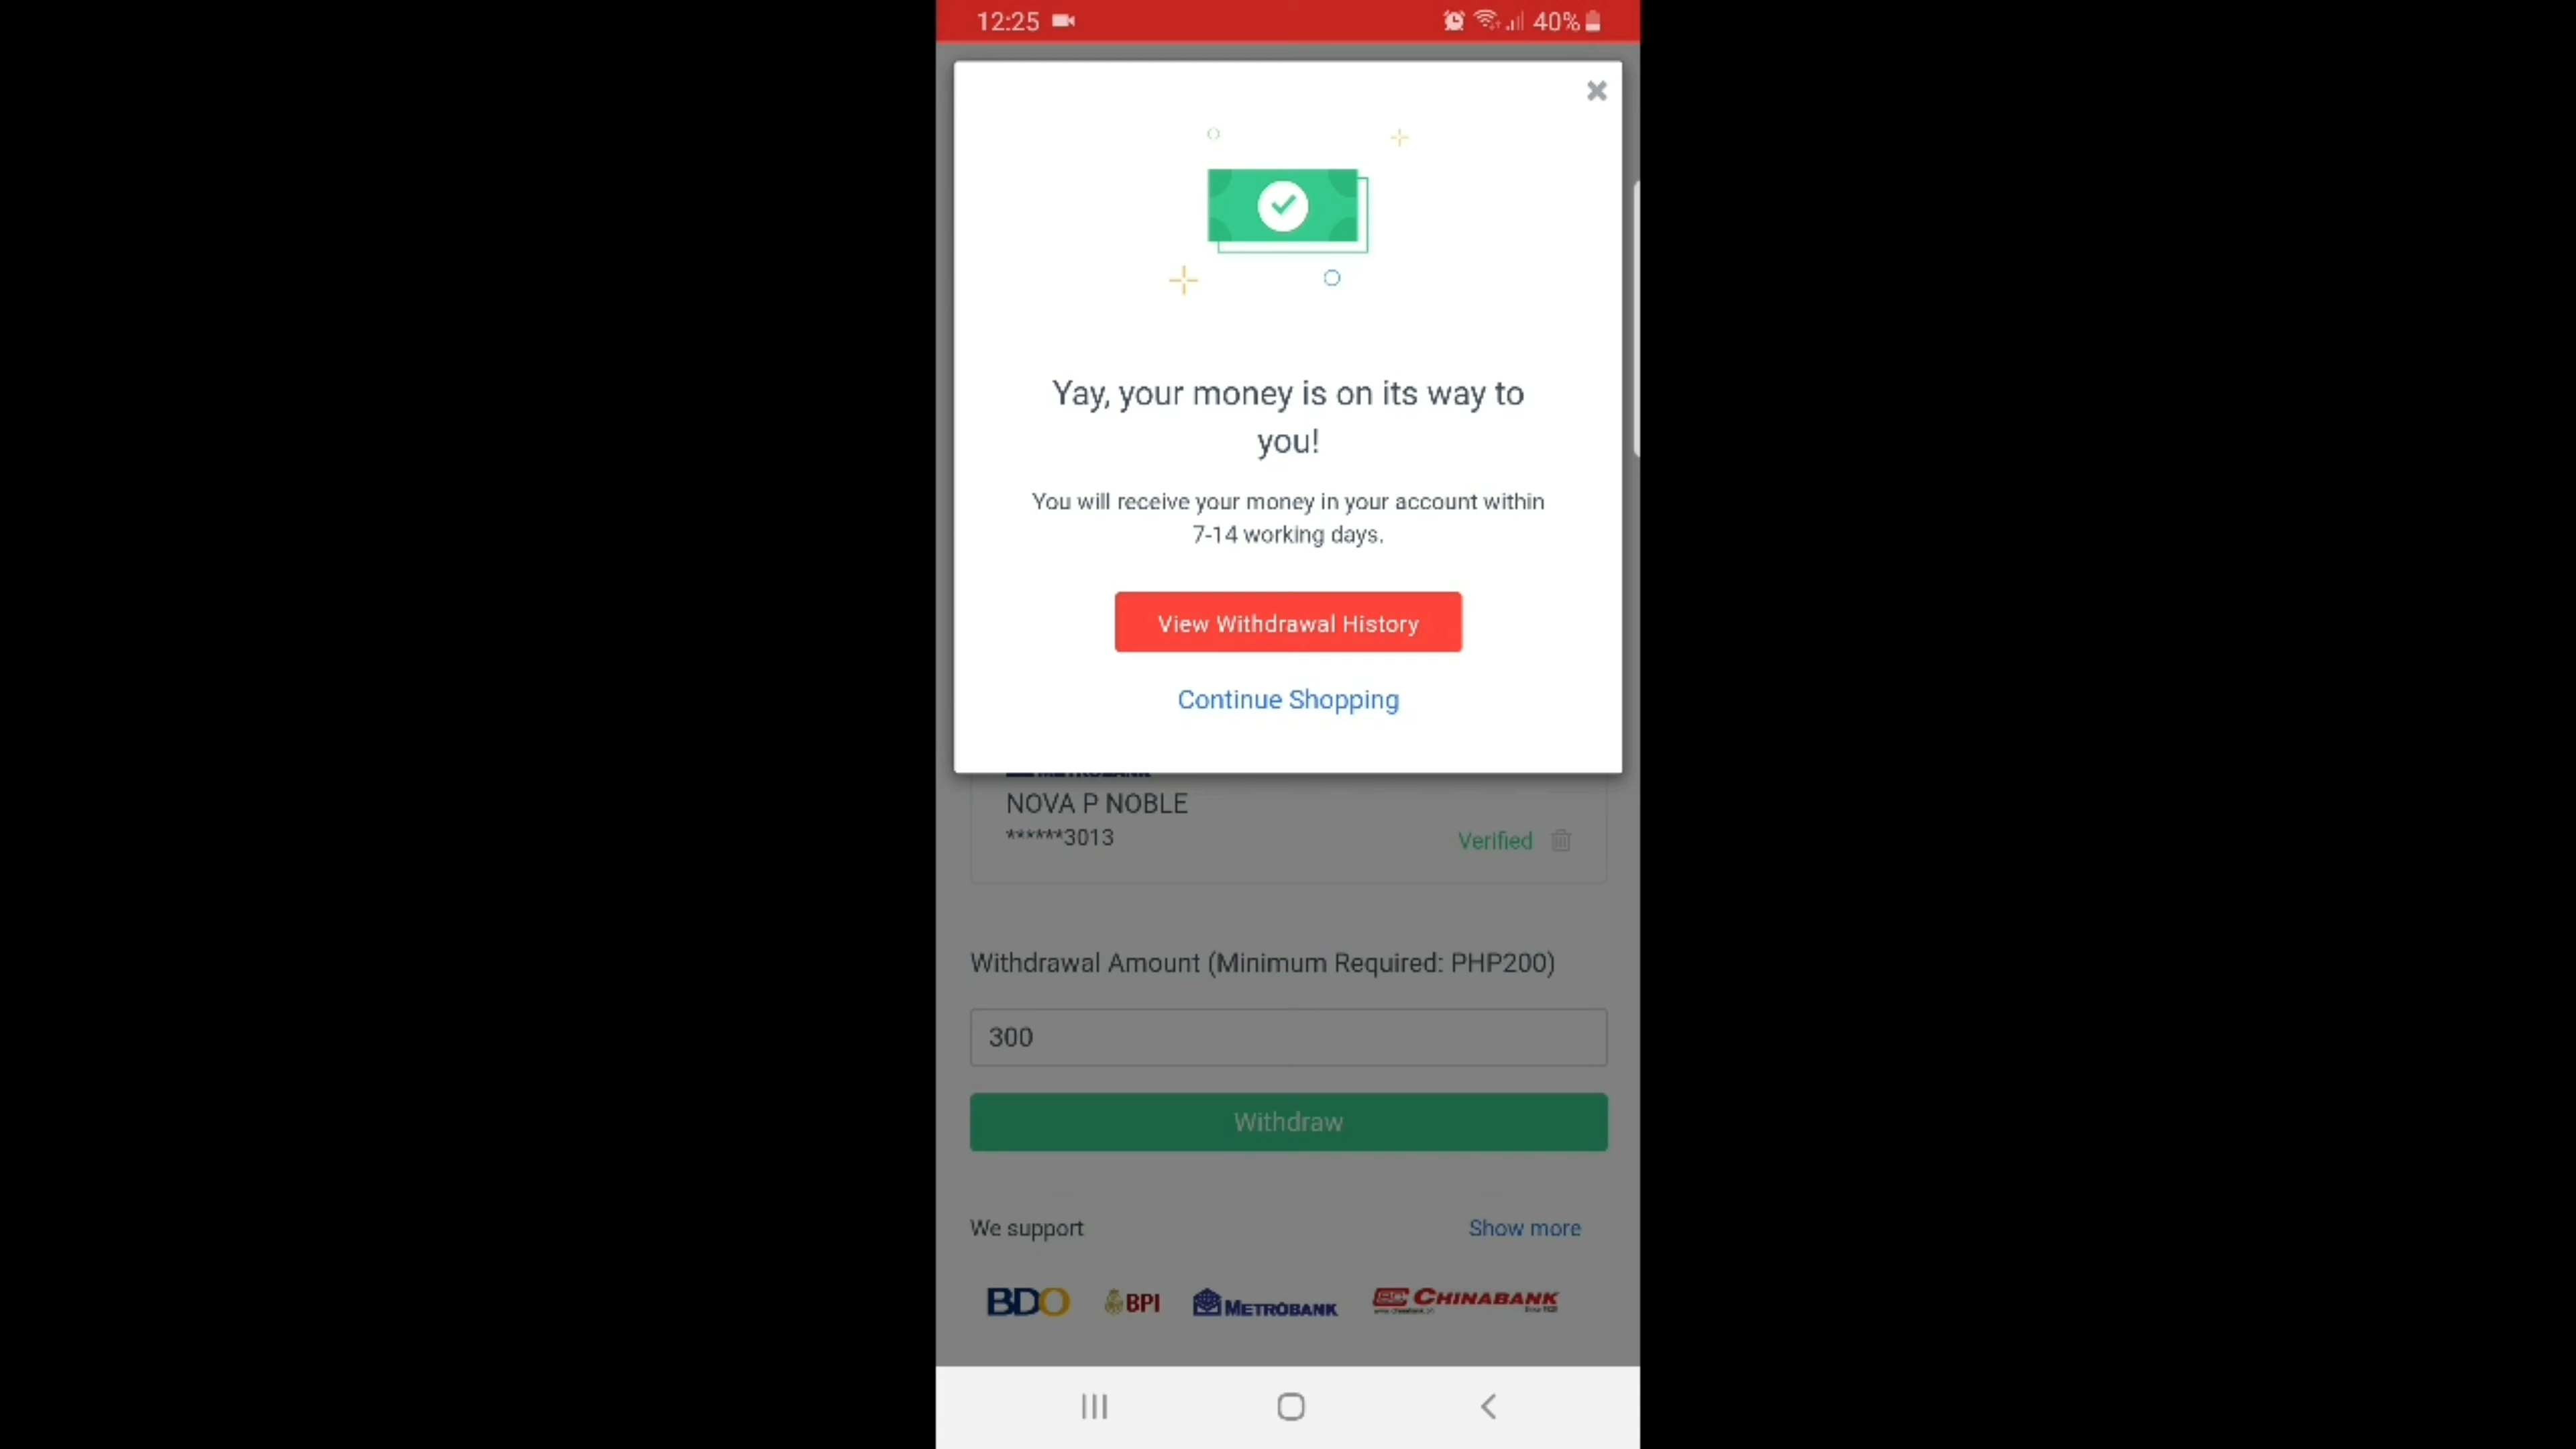 12:25
40%
Yay, your money is on its way to
you!
You will receive your money in your account within
7-14 working days.
View Withdrawal History
Continue Shopping
NOVA P NOBLE
******3013
Verified
Withdrawal Amount (Minimum Required: PHP200)
300
Withdraw
We support
Show more
BDO
BPI
METROBANK
CHINABANK